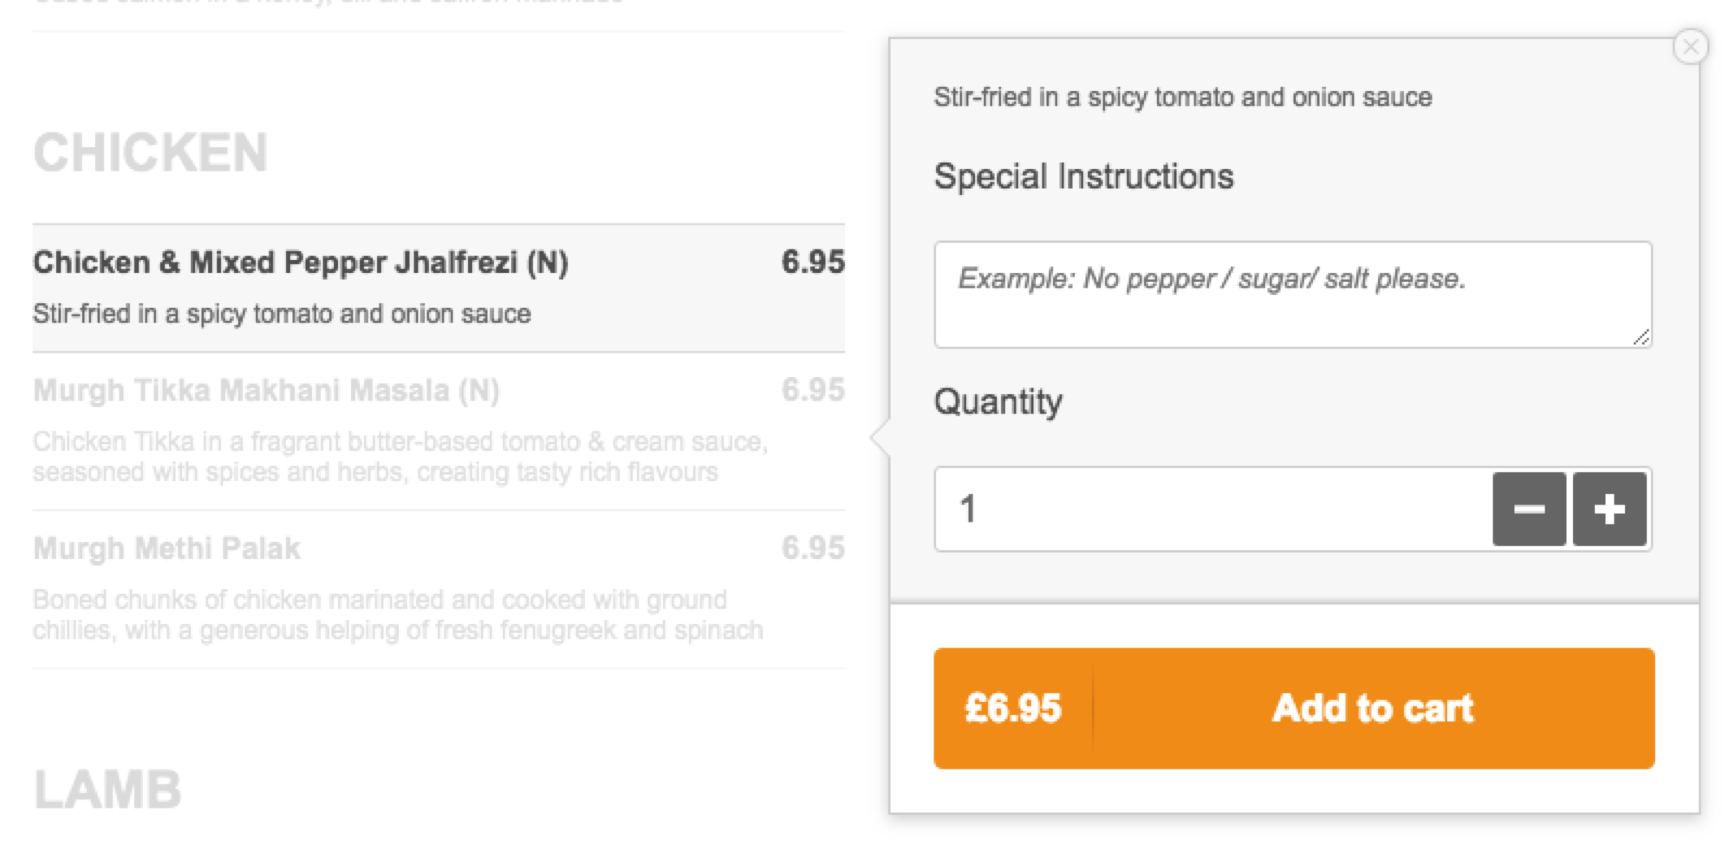 CHICKEN
Chicken & Mixed Pepper Jhalfrezi (N) 6.95
Stir-fried in a spicy tomato and onion sauce
Murgh Tikka Makhani Masala (N) 6.95
Chicken Tikka in a fragrant butter-based tomato & cream sauce,
seasoned with spices and herbs, creating tasty rich flavours
Murgh Methi Palak 6.95
Boned chunks of chicken marinated and cooked with ground
chillies, with a generous helping of fresh fenugreek and spinach
LAMB
Stir-fried in a spicy tomato and onion sauce
Special Instructions
Example: No pepper / sugar/ salt please.
Quantity
1
£6.95 Add to cart